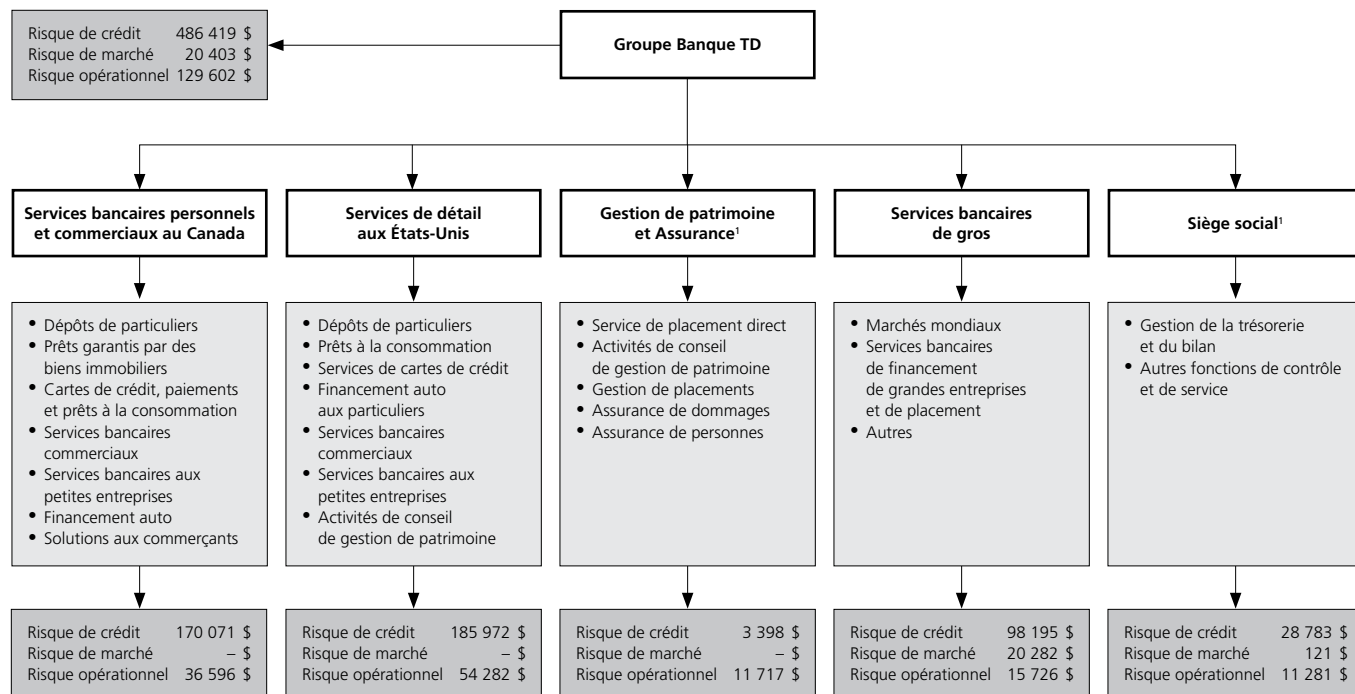 Risque de crédit 486 419 $
Risque de marché 20 403 $
Risque opérationnel 129 602 $
Groupe Banque TD
Services bancaires personnels
et commerciaux au Canada
Services de détail
aux États-Unis
Gestion de patrimoine
et Assurance¹
Services bancaires
de gros
Siège social¹
• Dépôts de particuliers
• Prêts garantis par des
biens immobiliers
• Cartes de crédit, paiements
et prêts à la consommation
• Services bancaires
commerciaux
• Services bancaires aux
petites entreprises
• Financement auto
• Solutions aux commerçants
• Dépôts de particuliers
• Prêts à la consommation
• Services de cartes de crédit
• Financement auto
aux particuliers
• Services bancaires
commerciaux
• Services bancaires aux
petites entreprises
• Activités de conseil
de gestion de patrimoine
• Service de placement direct
• Activités de conseil
de gestion de patrimoine
• Gestion de placements
• Assurance de dommages
• Assurance de personnes
• Marchés mondiaux
• Services bancaires
de financement
de grandes entreprises
et de placement
• Autres
• Gestion de la trésorerie
et du bilan
• Autres fonctions de contrôle
et de service
Risque de crédit 170 071 $
Risque de marché – $
Risque opérationnel 36 596 $
Risque de crédit 185 972 $
Risque de marché – $
Risque opérationnel 54 282 $
Risque de crédit 3 398 $
Risque de marché – $
Risque opérationnel 11 717 $
Risque de crédit 98 195 $
Risque de marché 20 282 $
Risque opérationnel 15 726 $
Risque de crédit 28 783 $
Risque de marché 121 $
Risque opérationnel 11 281 $